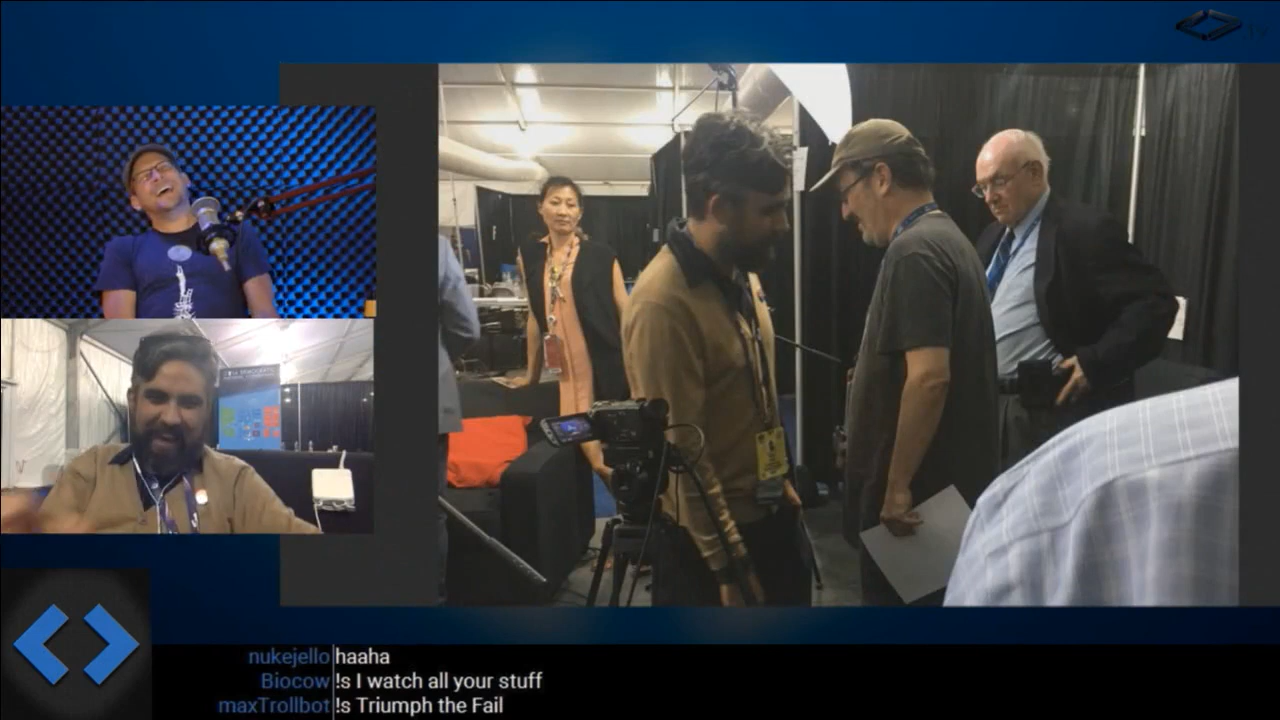 nukejello haaha
Biocow !s I watch all your stuff
maxTrollbot !s Triumph the Fail